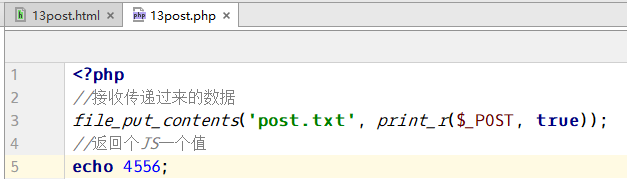 13post.html × 13post.php ×
1 <?php
2 //接收传递过来的数据
3 file_put_contents('post.txt', print_r($_POST, true));
4 //返回个JS一个值
5 echo 4556;